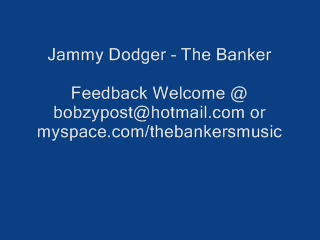 Jammy Dodger - The Banker
Feedback Welcome @
bobzypost@hotmail.com or
myspace.com/thebankersmusic